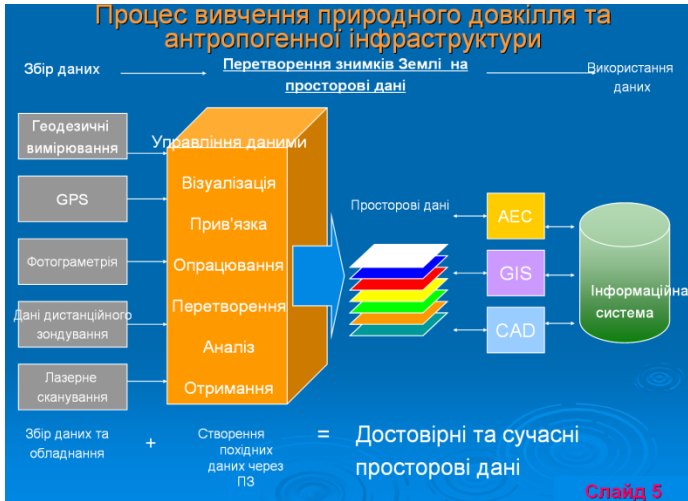 Процес вивчення природного довкілля та
антропогенної інфраструктури
Збір даних
Перетворення знимків Землі на
просторові дані
Використання
даних
Геодезичні
вимірювання
GPS
Фотограметрія
Дані дистанційного
зондування
Лазерне
сканування
Управління даними
Візуалізація
Прив'язка
Опрацювання
Перетворення
Аналіз
Отримання
Просторові дані
AEC
GIS
CAD
Інформаційна
система
Збір даних та
обладнання
+
Створення
похідних
даних через
ПЗ
=
Достовірні та сучасні
просторові дані
Слайд 5